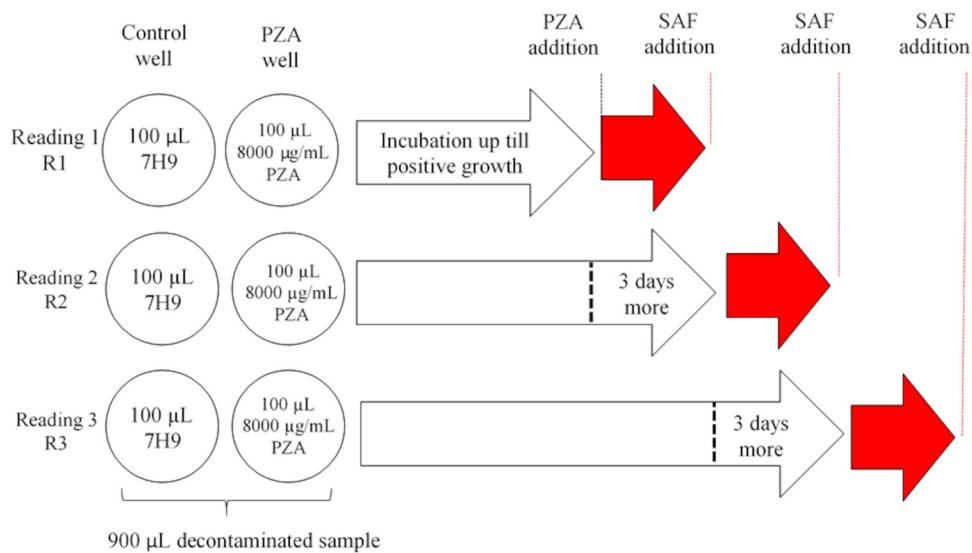 Control
well
PZA
well
PZA
addition
SAF
addition
SAF
addition
SAF
addition
Reading 1
R1
100 μL
7H9
100 μL
8000 μg/mL
PZA
Incubation up till
positive growth
Reading 2
R2
100 μL
7H9
100 μL
8000 μg/mL
PZA
3 days
more
Reading 3
R3
100 μL
7H9
100 μL
8000 μg/mL
PZA
3 days
more
900 μL decontaminated sample